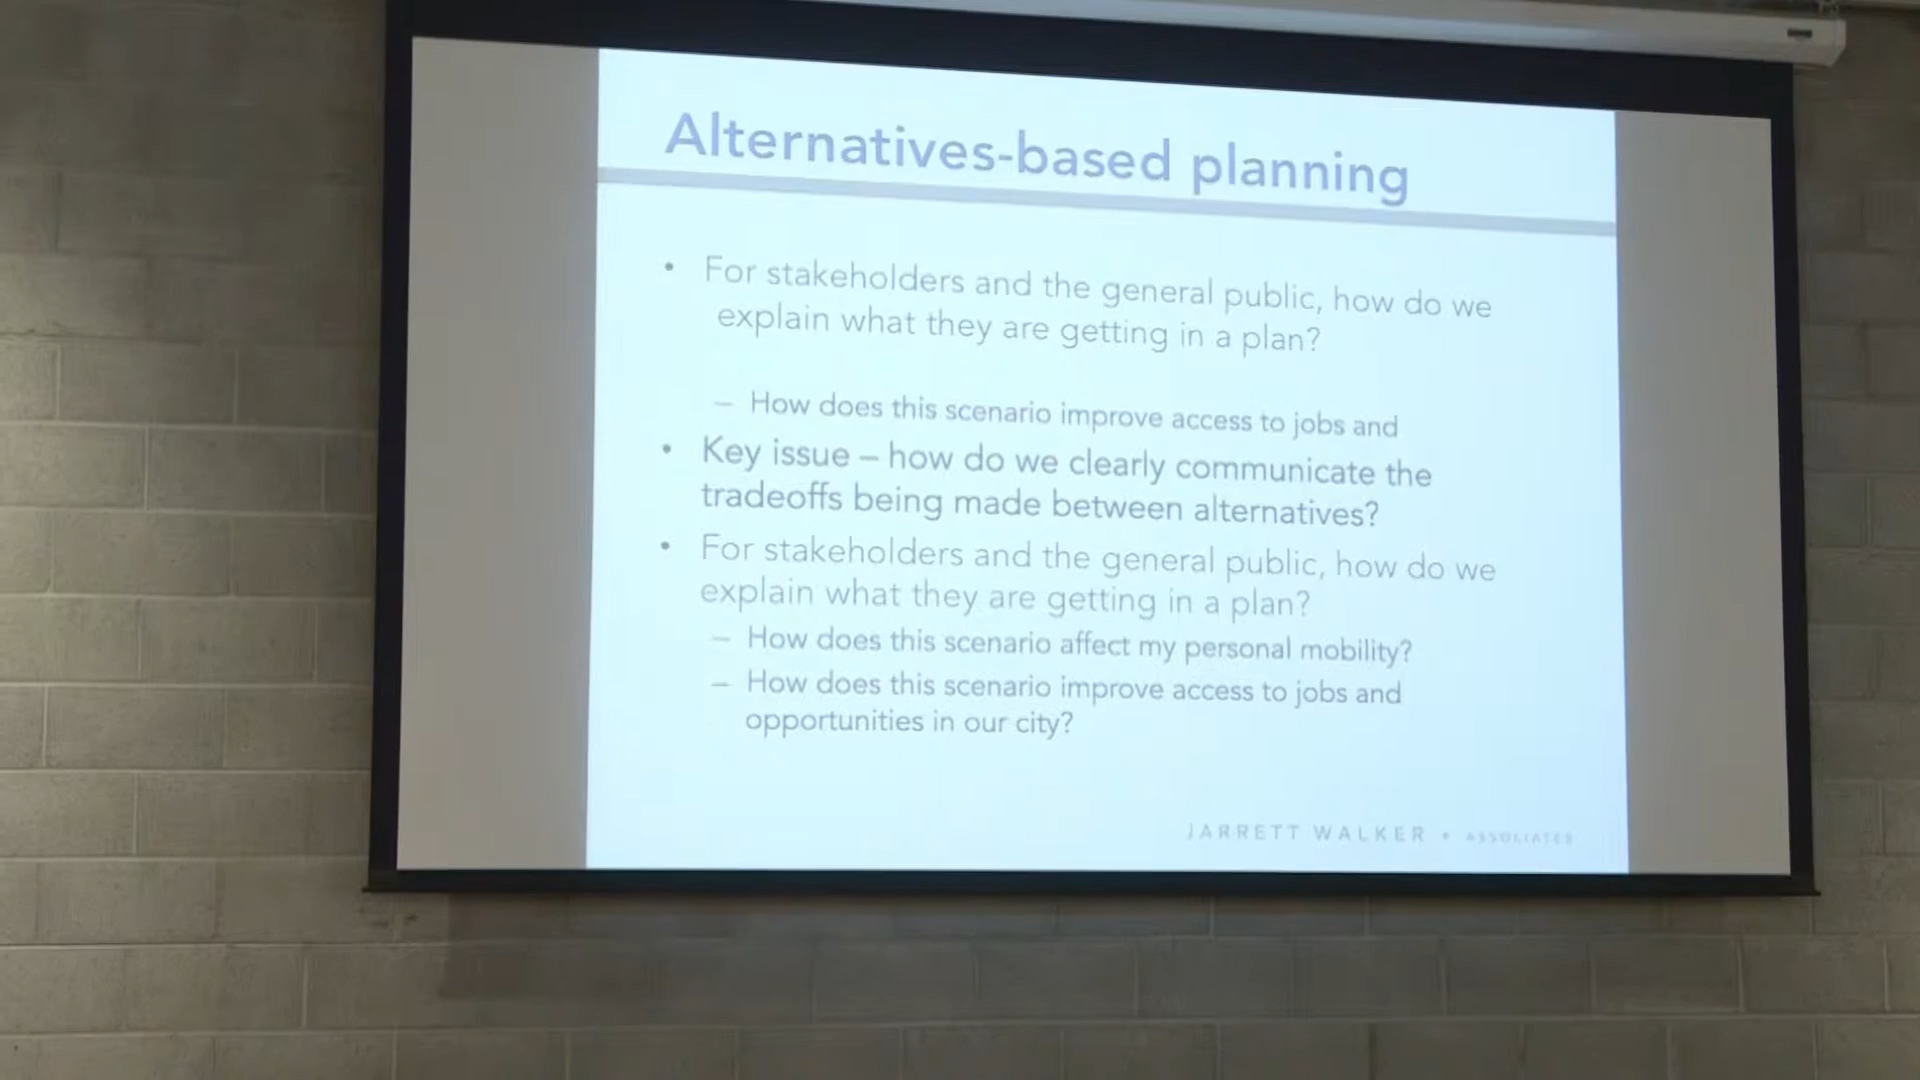 Alternatives-based planning
• For stakeholders and the general public, how do we
explain what they are getting in a plan?
– How does this scenario improve access to jobs and
• Key issue – how do we clearly communicate the
tradeoffs being made between alternatives?
• For stakeholders and the general public, how do we
explain what they are getting in a plan?
– How does this scenario affect my personal mobility?
– How does this scenario improve access to jobs and
opportunities in our city?
JARRETT WALKER • ASSOCIATES